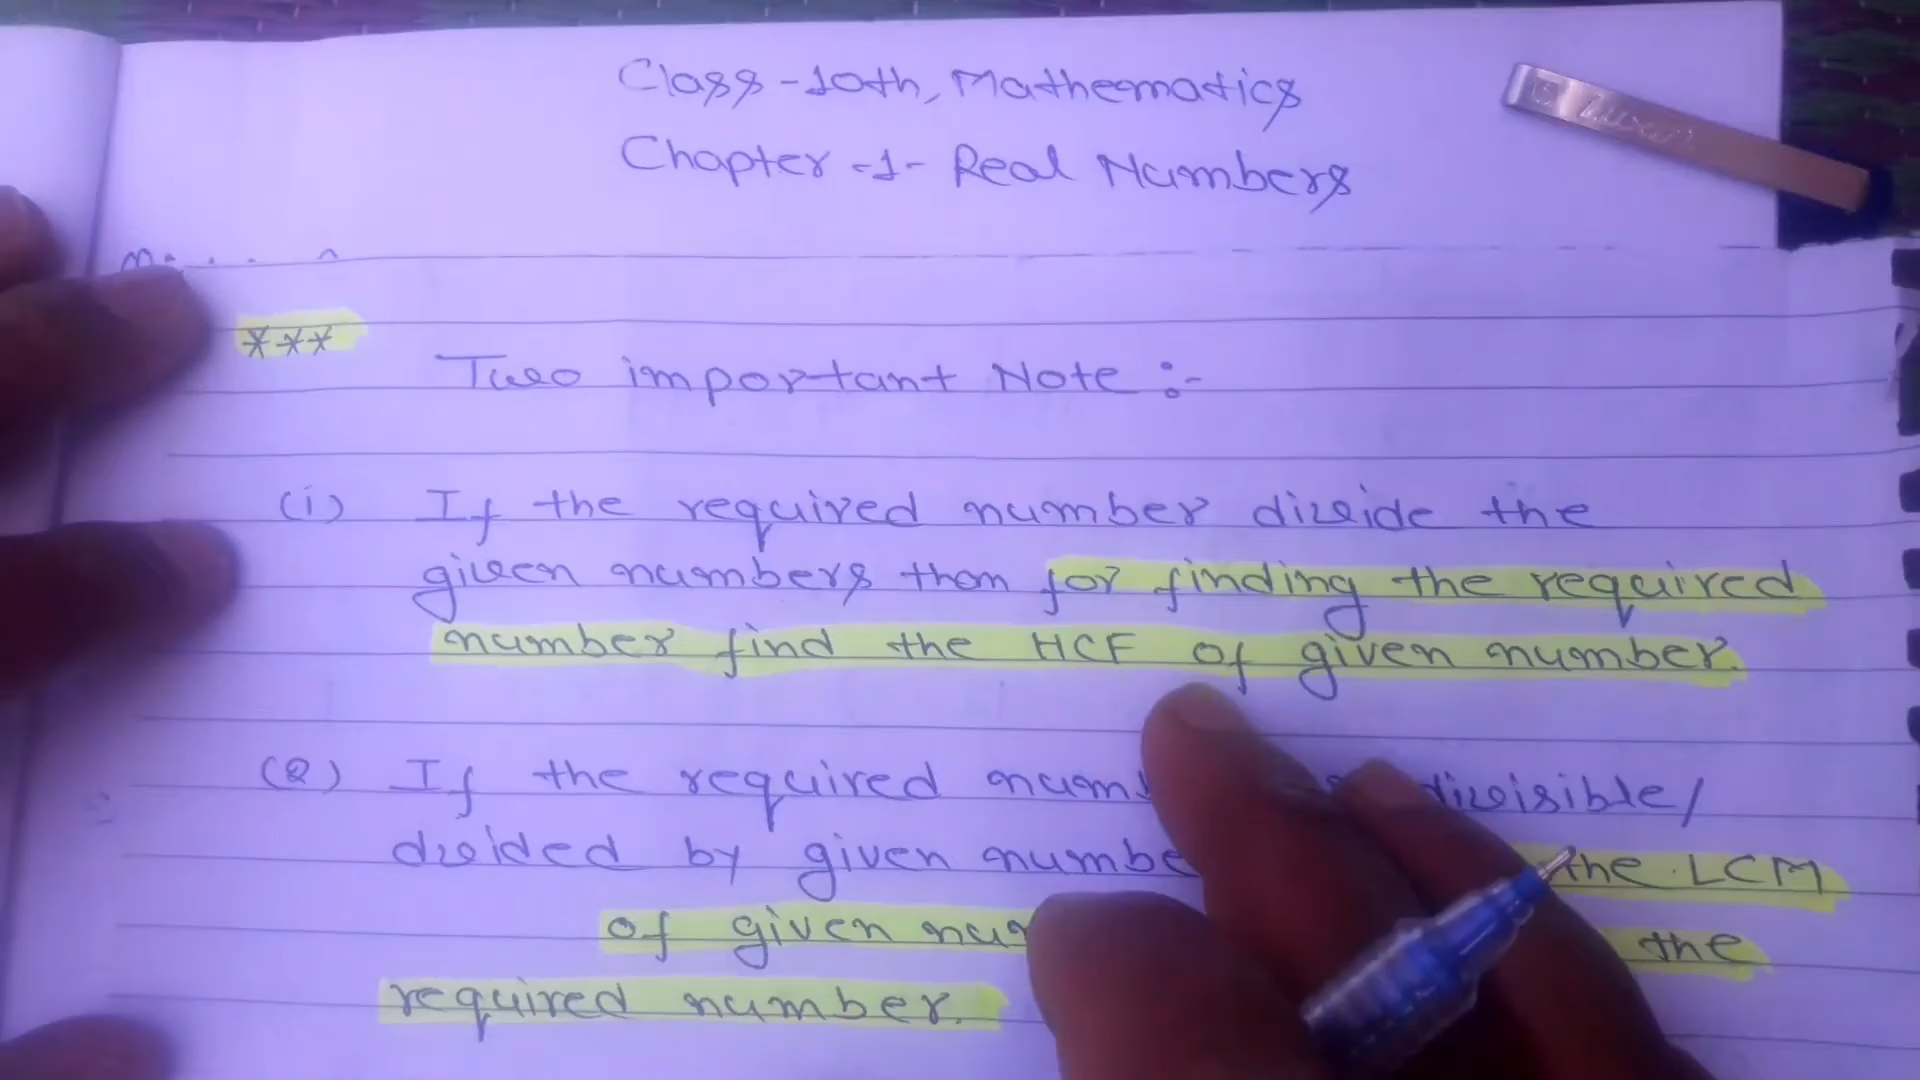 Class-10th, Mathematics
Chapter-1- Real Numbers
***
Two important Note :-
(i) If the required number divide the
given numbers then for finding the required
number find the HCF of given number.
(2) If the required divisible/
divided by given the LCM
of given the
required number.